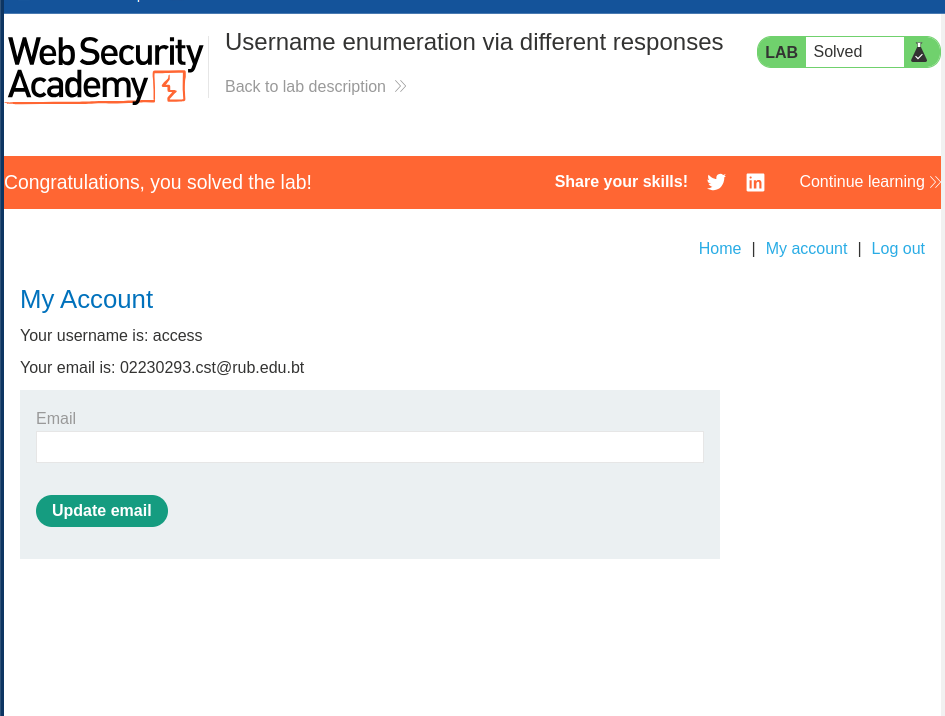 Web Security
Academy
Username enumeration via different responses
Back to lab description
LAB Solved
Congratulations, you solved the lab!
Share your skills!
Continue learning
Home | My account | Log out
My Account
Your username is: access
Your email is: 02230293.cst@rub.edu.bt
Email
Update email